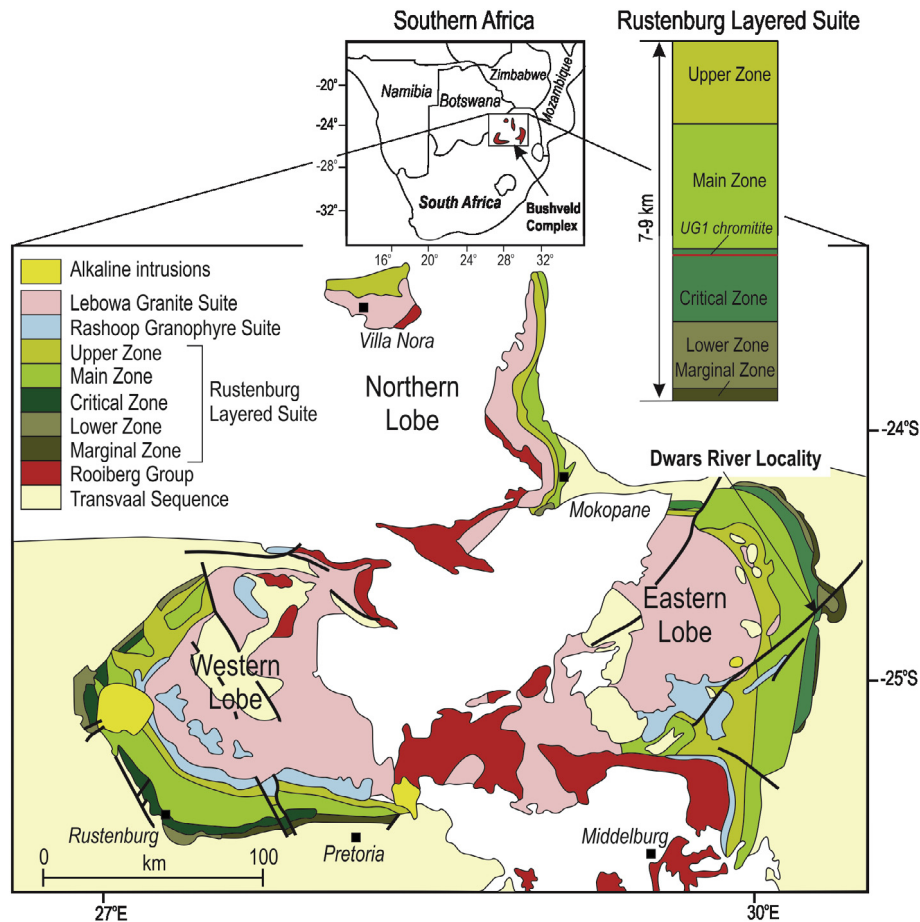 Southern Africa
Rustenburg Layered Suite
Namibia
Botswana
Zimbabwe
Mozambique
South Africa
Bushveld
Complex
-20°
-24°
-28°
-32°
16°
20°
24°
28°
32°
7-9 km
Upper Zone
Main Zone
UG1 chromitite
Critical Zone
Lower Zone
Marginal Zone
Alkaline intrusions
Lebowa Granite Suite
Rashoop Granophyre Suite
Upper Zone
Main Zone
Critical Zone
Lower Zone
Marginal Zone
Rustenburg
Layered Suite
Rooiberg Group
Transvaal Sequence
Villa Nora
Northern
Lobe
-24°S
Dwars River Locality
Mokopane
Eastern
Lobe
Western
Lobe
-25°S
Rustenburg
Pretoria
Middelburg
0
100
km
27°E
30°E